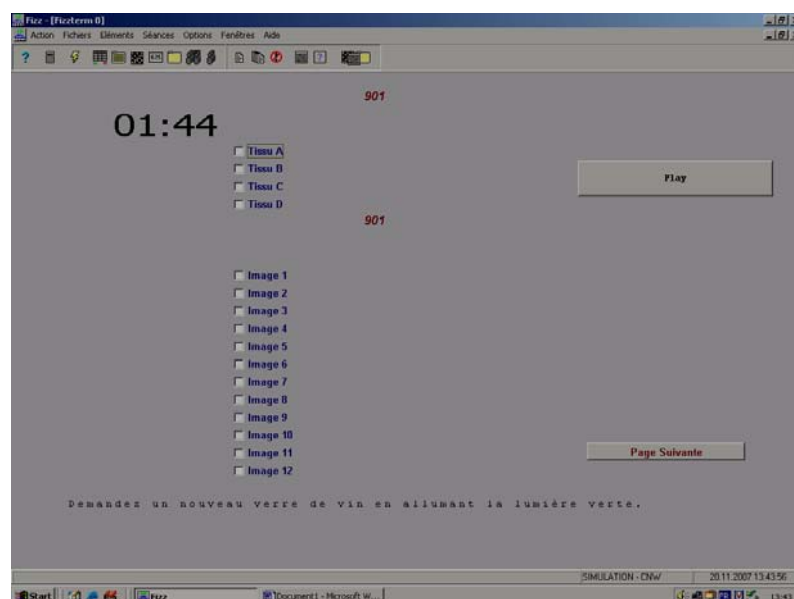 Fizz - [Fizzterm 0]
Action Fichiers Eléments Séances Options Fenêtres Aide
901
01:44
Tissu A
Tissu B
Tissu C
Tissu D
Play
901
Image 1
Image 2
Image 3
Image 4
Image 5
Image 6
Image 7
Image 8
Image 9
Image 10
Image 11
Image 12
Page Suivante
Demandez un nouveau verre de vin en allumant la lumière verte.
SIMULATION - CNW 20.11.2007 13:43:56
Start Fizz Document1 - Microsoft W... 13:43